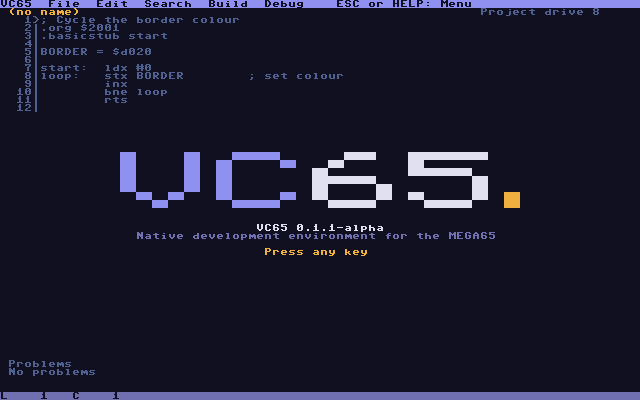 VC65 File Edit Search Build Debug ESC or HELP: Menu
(no name) Project drive 8
1>; Cycle the border colour
2 .org $2001
3 .basicstub start
4
5 BORDER = $d020
6
7 start: ldx #0
8 loop: stx BORDER ; set colour
9 inx
10 bne loop
11 rts
12
VC65.
VC65 0.1.1-alpha
Native development environment for the MEGA65
Press any key
Problems
No problems
L 1 C 1